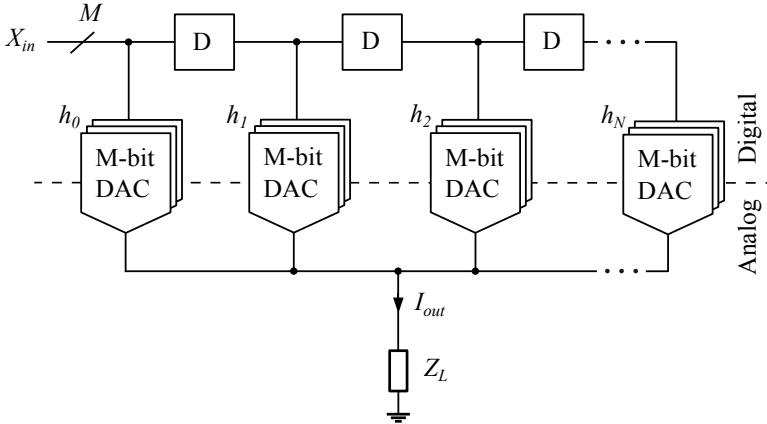 M
X_in D D D ...
h_0 h_1 h_2 h_N
M-bit DAC M-bit DAC M-bit DAC M-bit DAC
Digital
Analog
...
I_out
Z_L